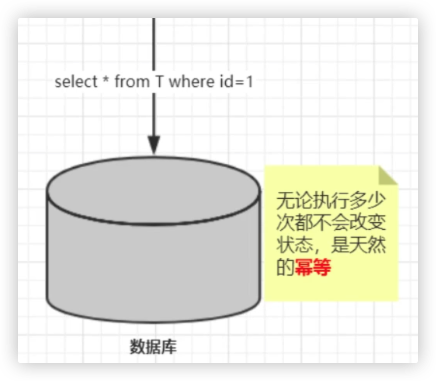 select * from T where id=1
无论执行多少
次都不会改变
状态，是天然
的幂等
数据库